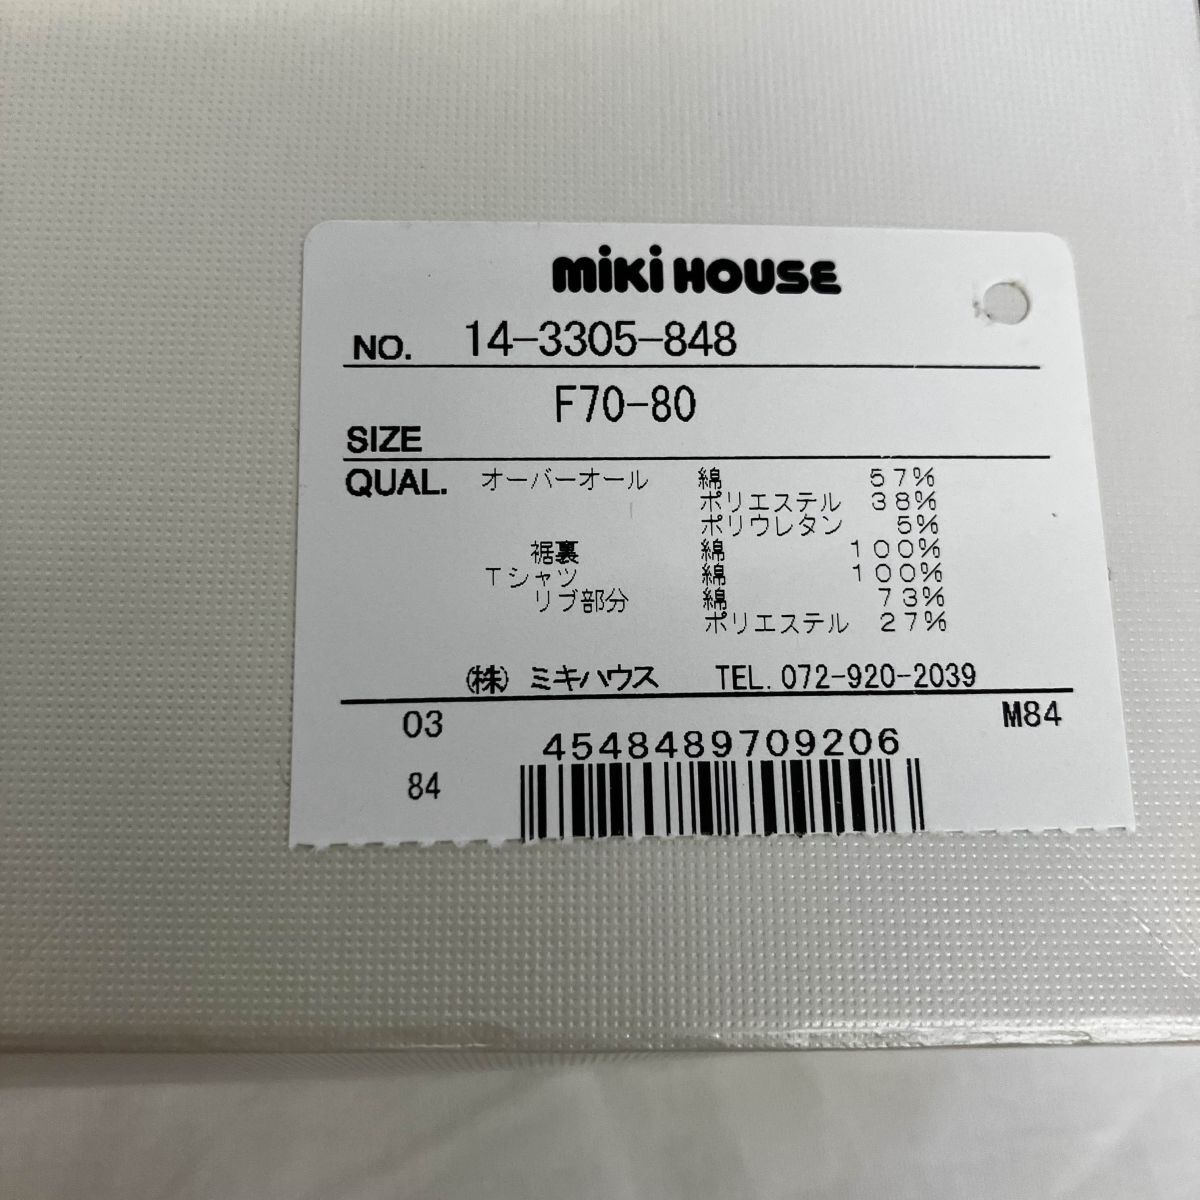 miki HOUSE
NO. 14-3305-848
F70-80
SIZE
QUAL. オーバーオール 綿 57%
ポリエステル 38%
ポリウレタン 5%
裾裏 綿 100%
Tシャツ 綿 100%
リブ部分 綿 73%
ポリエステル 27%
(株) ミキハウス TEL. 072-920-2039
03 M84
4548489709206
84